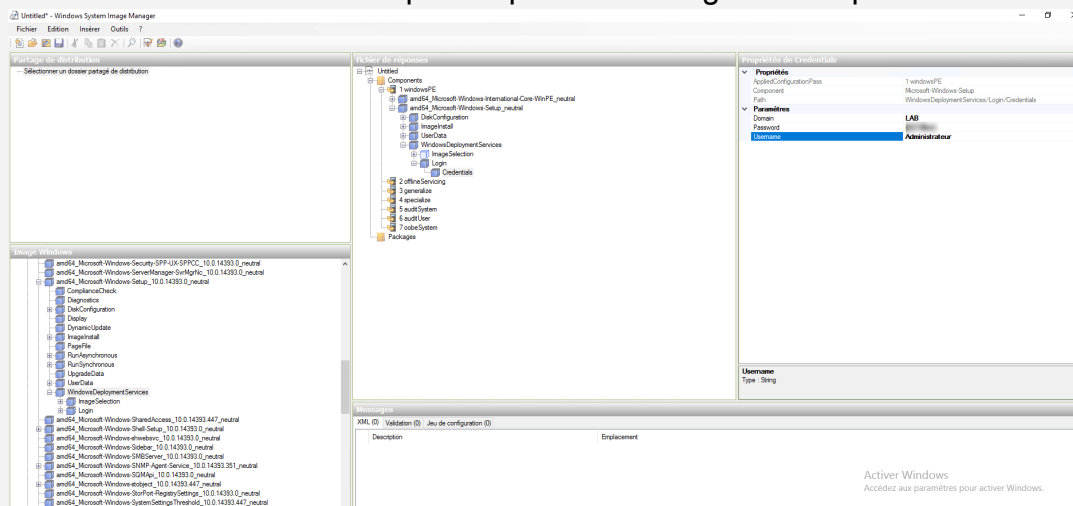 Untitled* - Windows System Image Manager
Fichier Edition Insérer Outils ?
Partage de distribution
Sélectionner un dossier partagé de distribution
Image Windows
amd64_Microsoft-Windows-Security-SPP-UX-SPPCC_10.0.14393.0_neutral
amd64_Microsoft-Windows-ServerManager-SvrMgrNc_10.0.14393.0_neutral
amd64_Microsoft-Windows-Setup_10.0.14393.0_neutral
ComplianceCheck
Diagnostics
DiskConfiguration
Display
DynamicUpdate
ImageInstall
PageFile
RunAsynchronous
RunSynchronous
UpgradeData
UserData
WindowsDeploymentServices
ImageSelection
Login
amd64_Microsoft-Windows-SharedAccess_10.0.14393.447_neutral
amd64_Microsoft-Windows-Shell-Setup_10.0.14393.0_neutral
amd64_Microsoft-Windows-shwebsvc_10.0.14393.0_neutral
amd64_Microsoft-Windows-Sidebar_10.0.14393.0_neutral
amd64_Microsoft-Windows-SMBServer_10.0.14393.0_neutral
amd64_Microsoft-Windows-SNMP-Agent-Service_10.0.14393.351_neutral
amd64_Microsoft-Windows-SQMApi_10.0.14393.0_neutral
amd64_Microsoft-Windows-stobject_10.0.14393.447_neutral
amd64_Microsoft-Windows-StorPort-RegistrySettings_10.0.14393.0_neutral
amd64_Microsoft-Windows-SystemSettingsThreshold_10.0.14393.447_neutral
Fichier de réponses
Untitled
Components
1 windowsPE
amd64_Microsoft-Windows-International-Core-WinPE_neutral
amd64_Microsoft-Windows-Setup_neutral
DiskConfiguration
ImageInstall
UserData
WindowsDeploymentServices
ImageSelection
Login
Credentials
2 offlineServicing
3 generalize
4 specialize
5 auditSystem
6 auditUser
7 oobeSystem
Packages
Propriétés de Credentials
Propriétés
AppliedConfigurationPass 1 windowsPE
Component Microsoft-Windows-Setup
Path WindowsDeploymentServices/Login/Credentials
Paramètres
Domain LAB
Password
Username Administrateur
Username
Type : String
Messages
XML (0) Validation (0) Jeu de configuration (0)
Description Emplacement
Activer Windows
Accédez aux paramètres pour activer Windows.